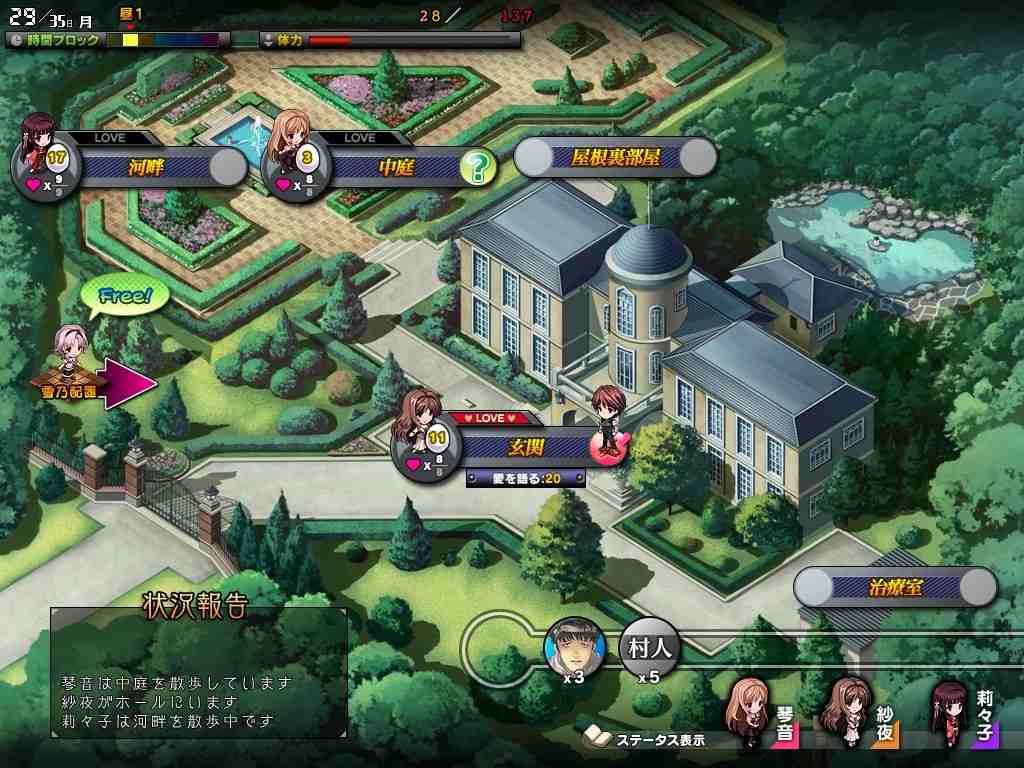 29/35日 月
昼1
28/137
時間ブロック
体力
LOVE
17
x 9
9
河畔
LOVE
3
x 8
8
中庭
?
屋根裏部屋
Free!
雪乃配置
♥ LOVE ♥
11
x 8
8
玄関
愛を語る:20
治療室
状況報告
琴音は中庭を散歩しています
紗夜がホールにいます
莉々子は河畔を散歩中です
x3
村人
x5
ステータス表示
琴音
紗夜
莉々子